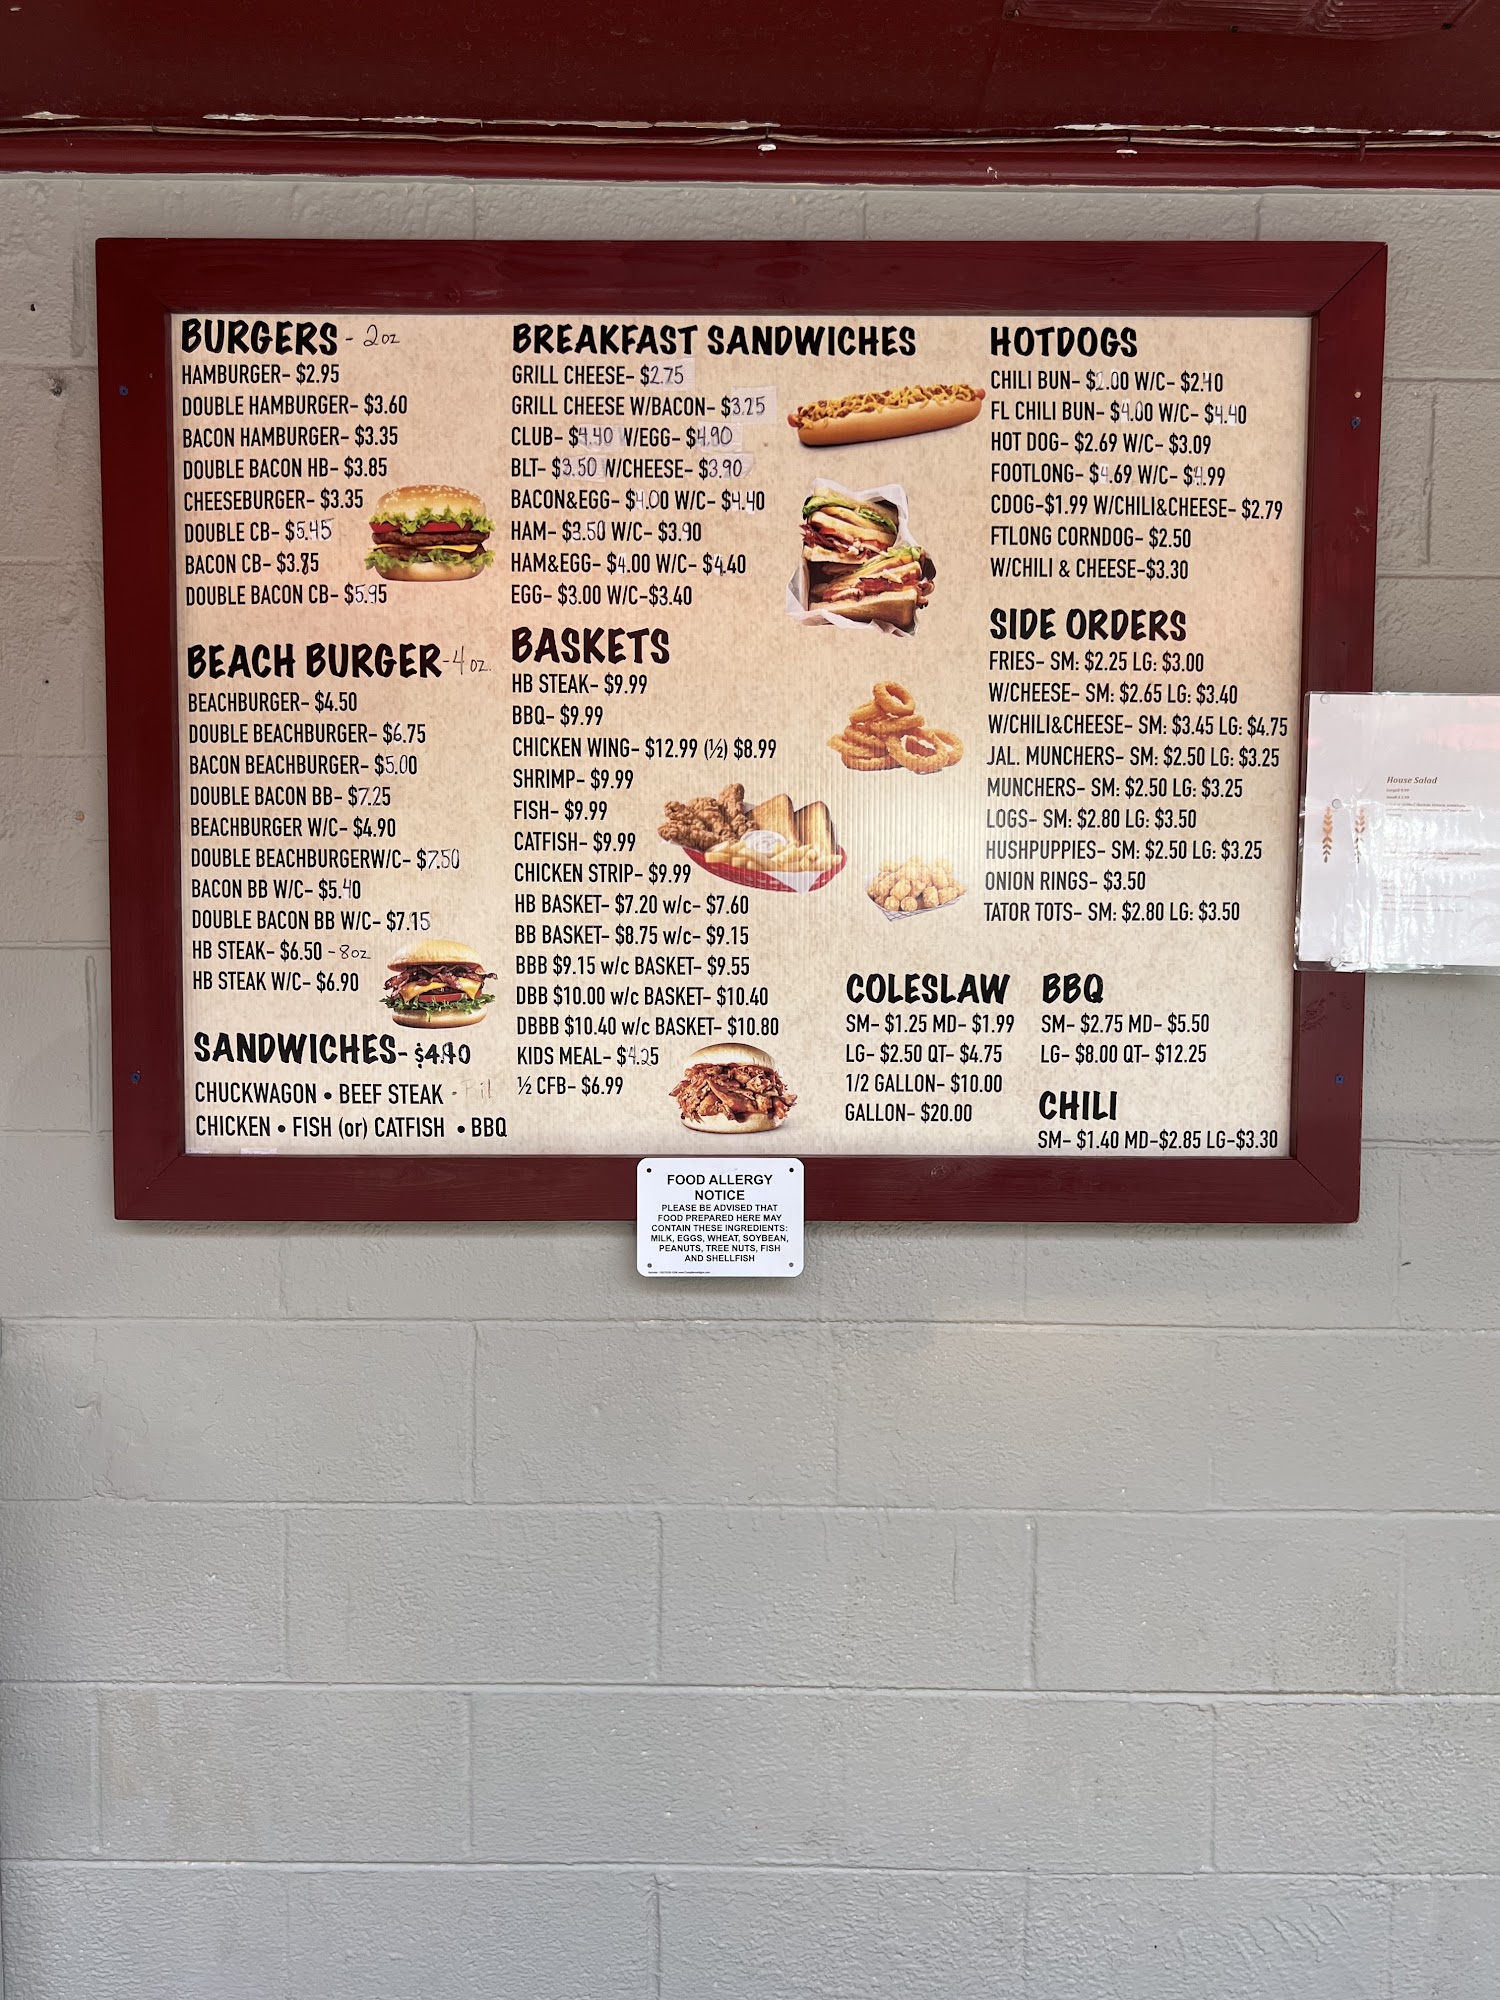 BURGERS - 2oz
HAMBURGER- $2.95
DOUBLE HAMBURGER- $3.60
BACON HAMBURGER- $3.35
DOUBLE BACON HB- $3.85
CHEESEBURGER- $3.35
DOUBLE CB- $5.45
BACON CB- $3.85
DOUBLE BACON CB- $5.95
BEACH BURGER-4 oz.
BEACHBURGER- $4.50
DOUBLE BEACHBURGER- $6.75
BACON BEACHBURGER- $5.00
DOUBLE BACON BB- $7.25
BEACHBURGER W/C- $4.90
DOUBLE BEACHBURGERW/C- $7.50
BACON BB W/C- $5.40
DOUBLE BACON BB W/C- $7.15
HB STEAK- $6.50 - 8oz
HB STEAK W/C- $6.90
SANDWICHES- $4.40
CHUCKWAGON • BEEF STEAK
CHICKEN • FISH (or) CATFISH • BBQ
BREAKFAST SANDWICHES
GRILL CHEESE- $2.75
GRILL CHEESE W/BACON- $3.25
CLUB- $4.40 W/EGG- $4.90
BLT- $3.50 W/CHEESE- $3.90
BACON&EGG- $4.00 W/C- $4.40
HAM- $3.50 W/C- $3.90
HAM&EGG- $4.00 W/C- $4.40
EGG- $3.00 W/C-$3.40
BASKETS
HB STEAK- $9.99
BBQ- $9.99
CHICKEN WING- $12.99 (½) $8.99
SHRIMP- $9.99
FISH- $9.99
CATFISH- $9.99
CHICKEN STRIP- $9.99
HB BASKET- $7.20 w/c- $7.60
BB BASKET- $8.75 w/c- $9.15
BBB $9.15 w/c BASKET- $9.55
DBB $10.00 w/c BASKET- $10.40
DBBB $10.40 w/c BASKET- $10.80
KIDS MEAL- $4.25
½ CFB- $6.99
HOTDOGS
CHILI BUN- $2.00 W/C- $2.40
FL CHILI BUN- $4.00 W/C- $4.40
HOT DOG- $2.69 W/C- $3.09
FOOTLONG- $4.69 W/C- $4.99
CDOG-$1.99 W/CHILI&CHEESE- $2.79
FTLONG CORNDOG- $2.50
W/CHILI & CHEESE-$3.30
SIDE ORDERS
FRIES- SM: $2.25 LG: $3.00
W/CHEESE- SM: $2.65 LG: $3.40
W/CHILI&CHEESE- SM: $3.45 LG: $4.75
JAL. MUNCHERS- SM: $2.50 LG: $3.25
MUNCHERS- SM: $2.50 LG: $3.25
LOGS- SM: $2.80 LG: $3.50
HUSHPUPPIES- SM: $2.50 LG: $3.25
ONION RINGS- $3.50
TATOR TOTS- SM: $2.80 LG: $3.50
COLESLAW
SM- $1.25 MD- $1.99
LG- $2.50 QT- $4.75
1/2 GALLON- $10.00
GALLON- $20.00
BBQ
SM- $2.75 MD- $5.50
LG- $8.00 QT- $12.25
CHILI
SM- $1.40 MD-$2.85 LG-$3.30
House Salad
FOOD ALLERGY
NOTICE
PLEASE BE ADVISED THAT
FOOD PREPARED HERE MAY
CONTAIN THESE INGREDIENTS:
MILK, EGGS, WHEAT, SOYBEAN,
PEANUTS, TREE NUTS, FISH
AND SHELLFISH